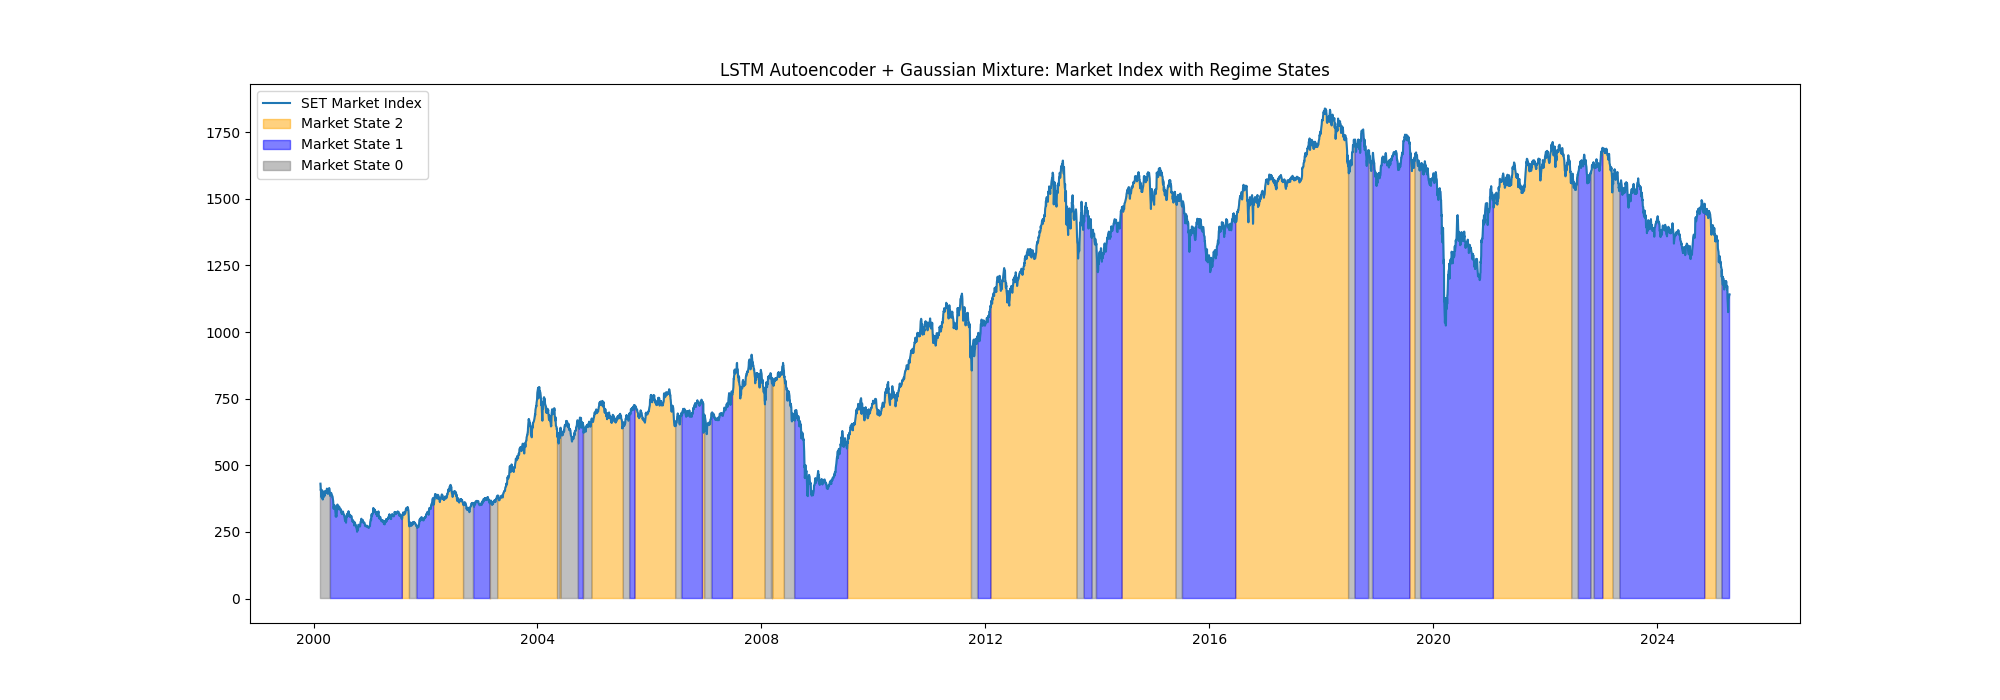 LSTM Autoencoder + Gaussian Mixture: Market Index with Regime States
SET Market Index
Market State 2
Market State 1
Market State 0
1750
1500
1250
1000
750
500
250
0
2000 2004 2008 2012 2016 2020 2024